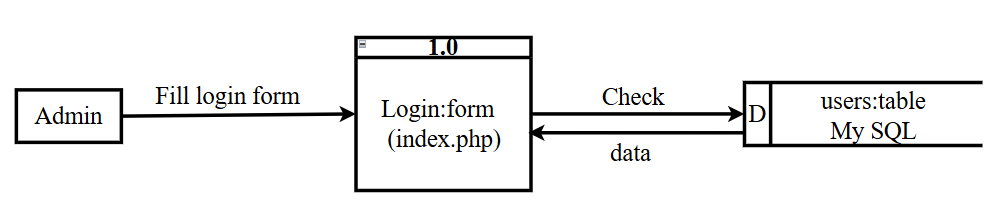 1.0
Admin
Fill login form
Login:form
(index.php)
Check
data
D
users:table
My SQL